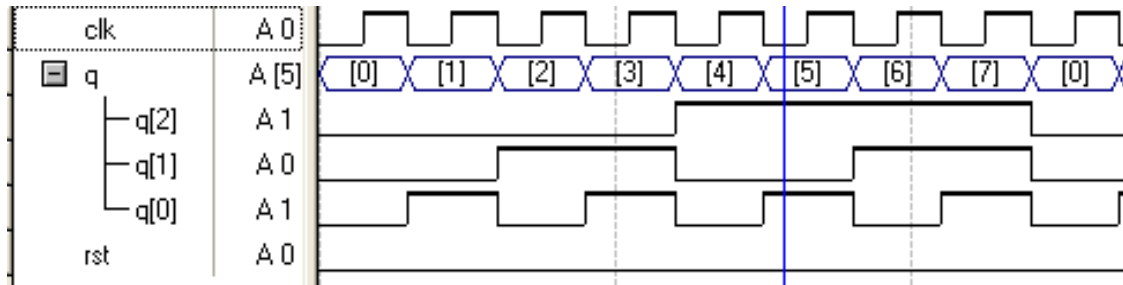 clk A 0
q A [5] [0] [1] [2] [3] [4] [5] [6] [7] [0]
q[2] A 1
q[1] A 0
q[0] A 1
rst A 0